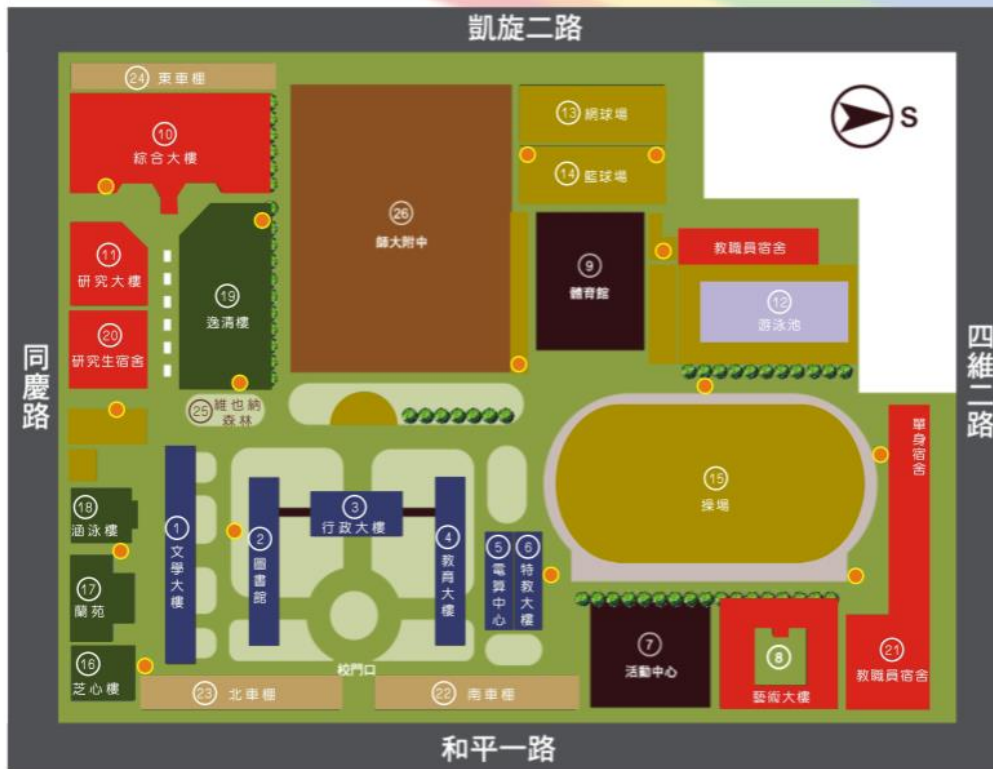 凱旋二路
㉔ 東車棚
⑩
綜合大樓
⑬ 網球場
⑭ 籃球場
S
㉖
師大附中
⑪
研究大樓
⑲
逸清樓
⑨
體育館
教職員宿舍
⑫
游泳池
⑳
研究生宿舍
同慶路
四維二路
㉕ 維也納
森林
單身宿舍
⑮
操場
⑱
涵泳樓
① 文學大樓
② 圖書館
③
行政大樓
④ 教育大樓
⑤ 電算中心
⑥ 特教大樓
⑰
蘭苑
⑯
芝心樓
校門口
⑦
活動中心
⑧
藝術大樓
㉑
教職員宿舍
㉓ 北車棚
㉒ 南車棚
和平一路